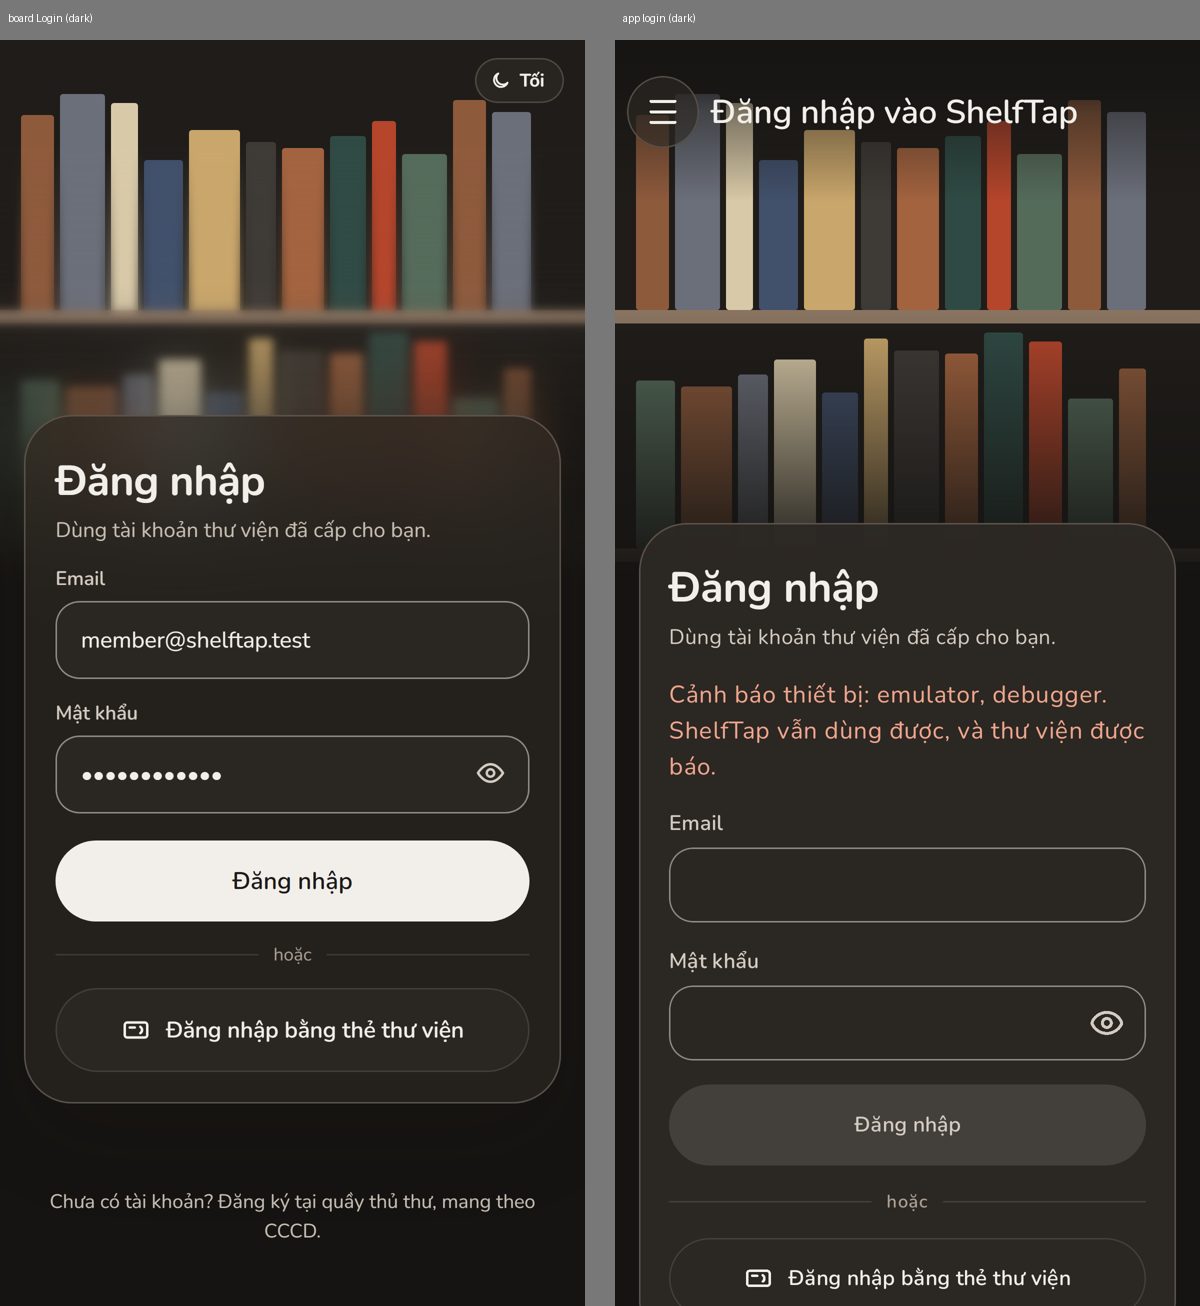 board Login (dark)
Tối
Đăng nhập
Dùng tài khoản thư viện đã cấp cho bạn.
Email
member@shelftap.test
Mật khẩu
••••••••••••
Đăng nhập
hoặc
Đăng nhập bằng thẻ thư viện
Chưa có tài khoản? Đăng ký tại quầy thủ thư, mang theo
CCCD.
app login (dark)
Đăng nhập vào ShelfTap
Đăng nhập
Dùng tài khoản thư viện đã cấp cho bạn.
Cảnh báo thiết bị: emulator, debugger.
ShelfTap vẫn dùng được, và thư viện được
báo.
Email
Mật khẩu
Đăng nhập
hoặc
Đăng nhập bằng thẻ thư viện